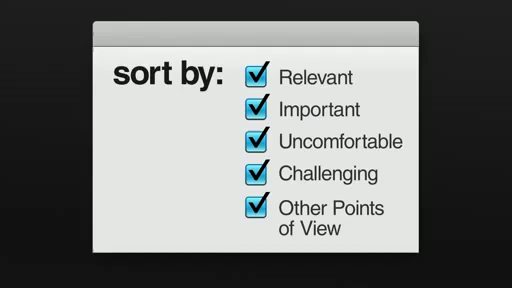 sort by:
Relevant
Important
Uncomfortable
Challenging
Other Points
of View